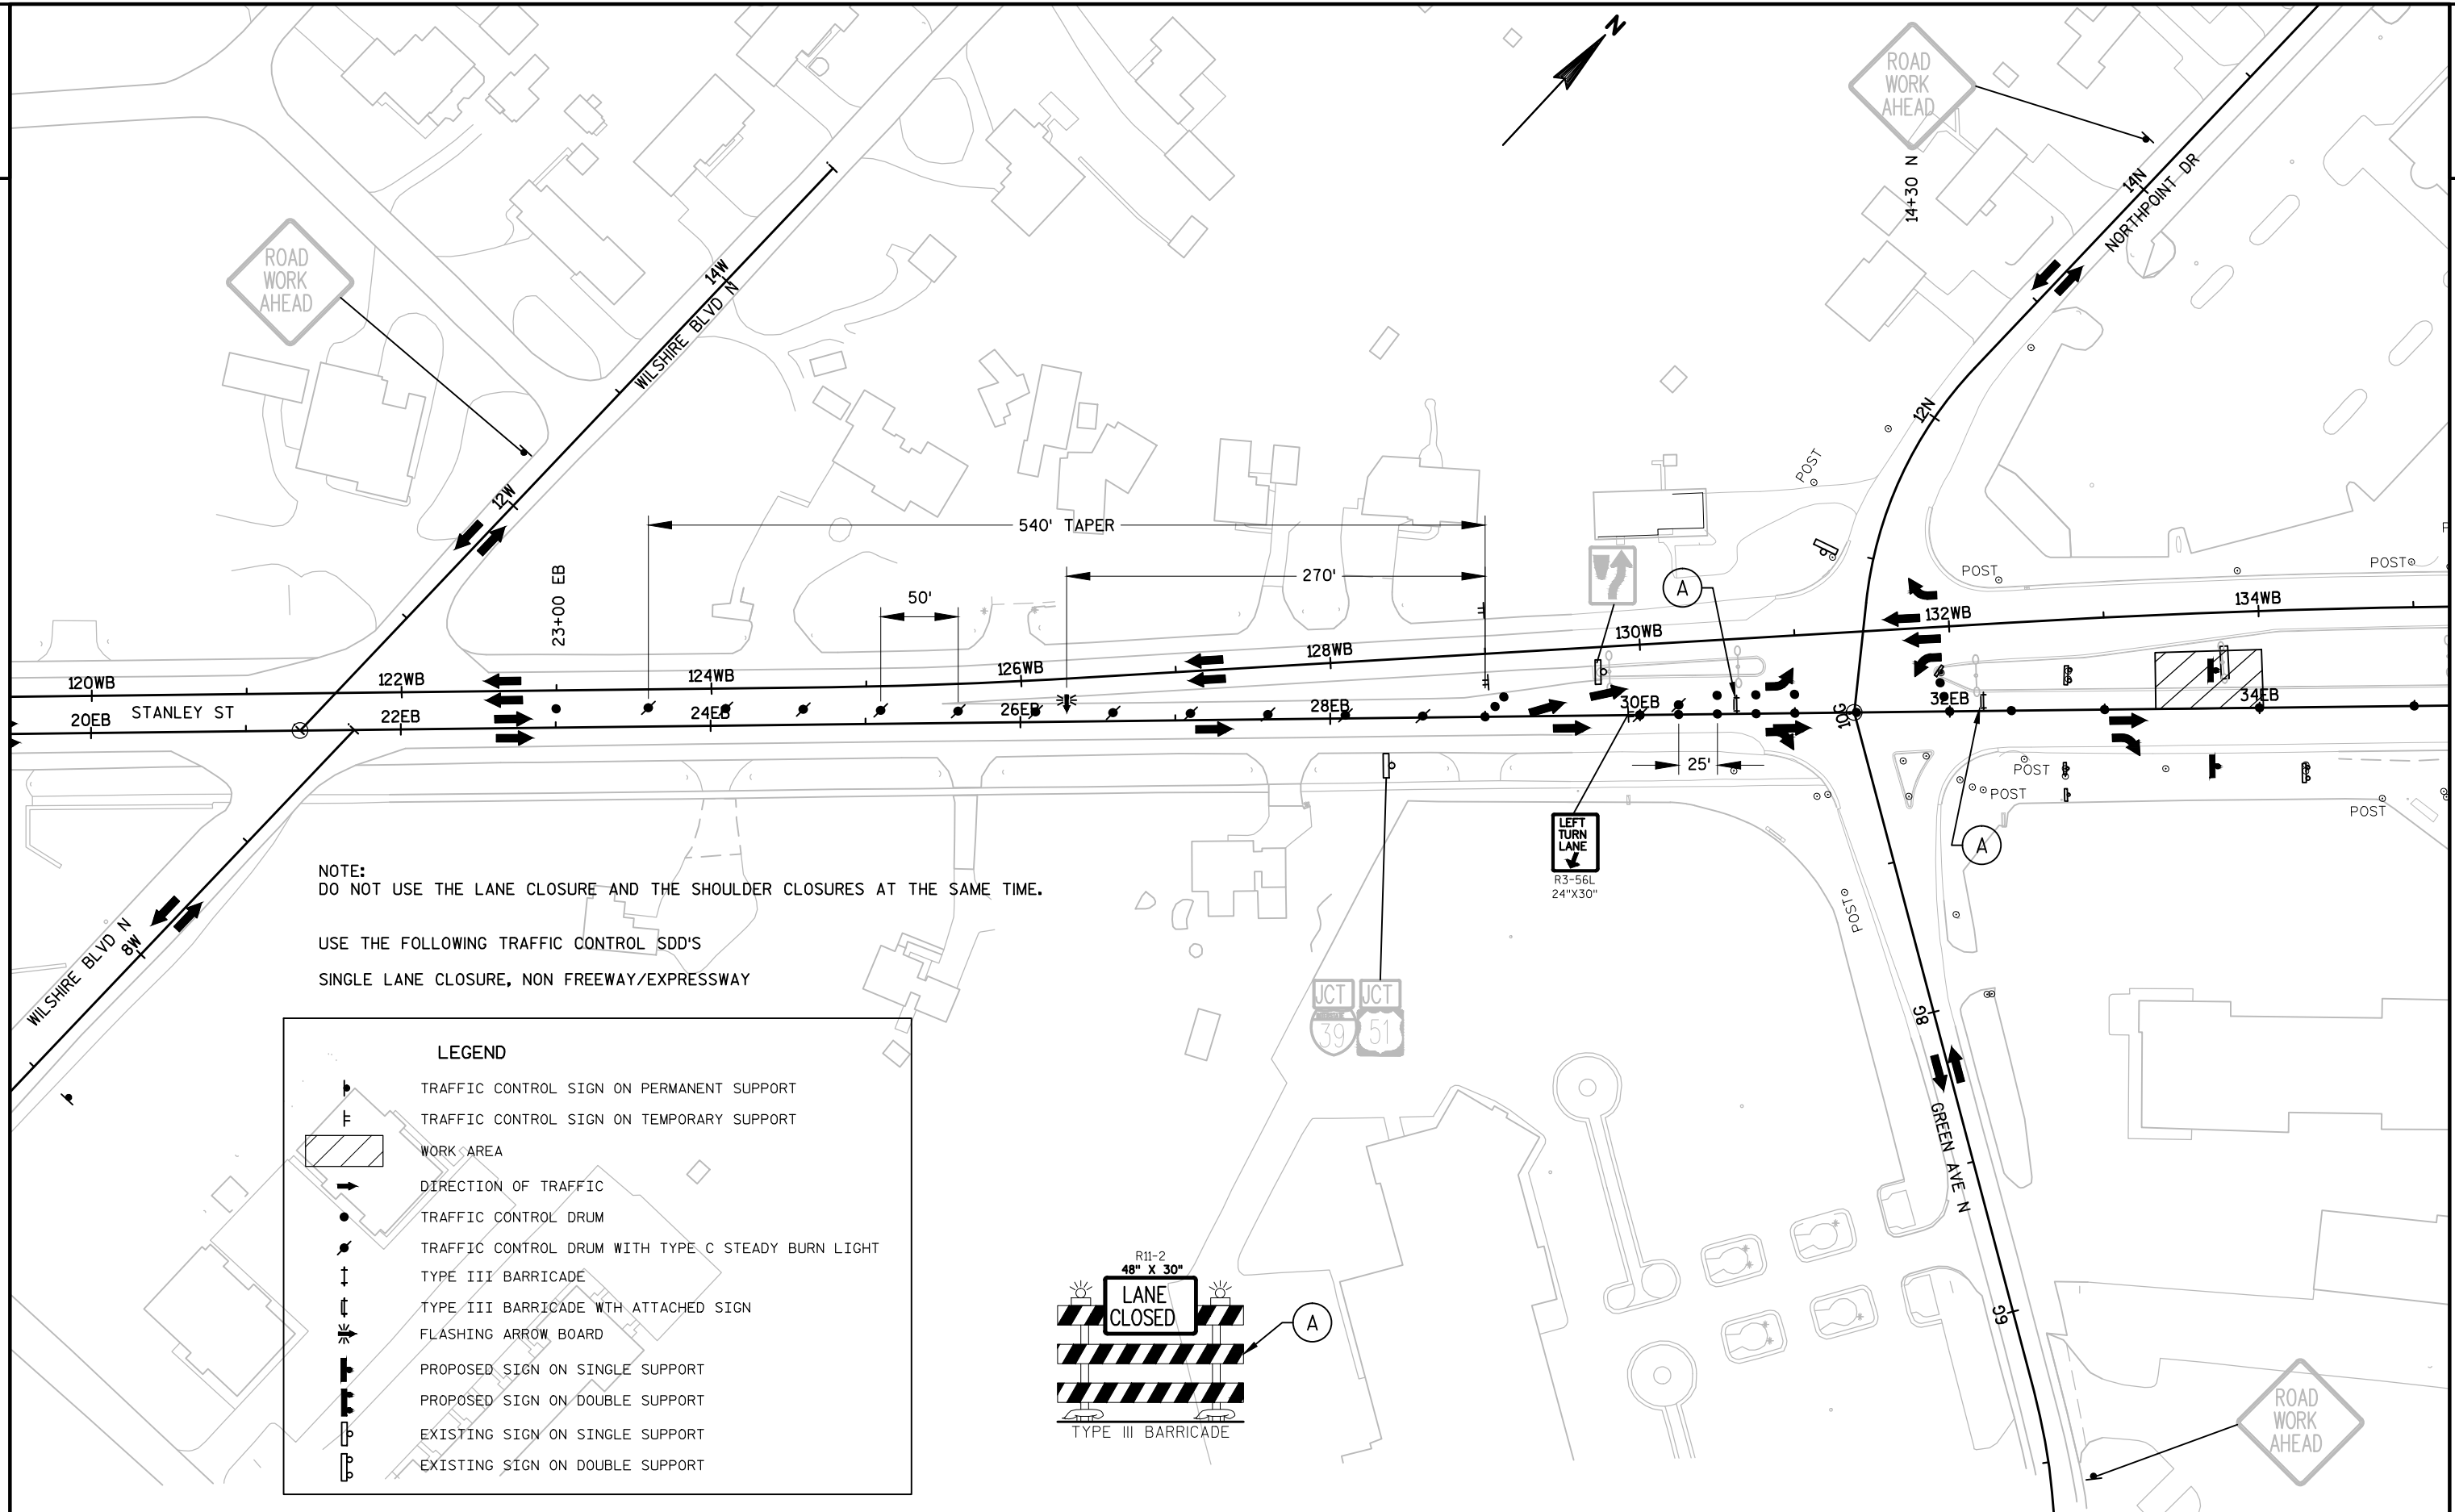 N
ROAD
WORK
AHEAD
14+30 N
14N
NORTHPOINT DR
ROAD
WORK
AHEAD
14W
WILSHIRE BLVD N
12W
12N
POST
540' TAPER
270'
50'
23+00 EB
A
POST
POST
120WB
122WB
124WB
126WB
128WB
130WB
132WB
134WB
STANLEY ST
20EB
22EB
24EB
26EB
28EB
30EB
32EB
34EB
10G
25'
POST
POST
POST
LEFT
TURN
LANE
R3-56L
24"X30"
A
POST
NOTE:
DO NOT USE THE LANE CLOSURE AND THE SHOULDER CLOSURES AT THE SAME TIME.
USE THE FOLLOWING TRAFFIC CONTROL SDD'S
SINGLE LANE CLOSURE, NON FREEWAY/EXPRESSWAY
WILSHIRE BLVD N
8W
JCT
JCT
39
51
8G
GREEN AVE N
6G
LEGEND
TRAFFIC CONTROL SIGN ON PERMANENT SUPPORT
TRAFFIC CONTROL SIGN ON TEMPORARY SUPPORT
WORK AREA
DIRECTION OF TRAFFIC
TRAFFIC CONTROL DRUM
TRAFFIC CONTROL DRUM WITH TYPE C STEADY BURN LIGHT
TYPE III BARRICADE
TYPE III BARRICADE WTH ATTACHED SIGN
FLASHING ARROW BOARD
PROPOSED SIGN ON SINGLE SUPPORT
PROPOSED SIGN ON DOUBLE SUPPORT
EXISTING SIGN ON SINGLE SUPPORT
EXISTING SIGN ON DOUBLE SUPPORT
R11-2
48" X 30"
LANE
CLOSED
A
TYPE III BARRICADE
ROAD
WORK
AHEAD